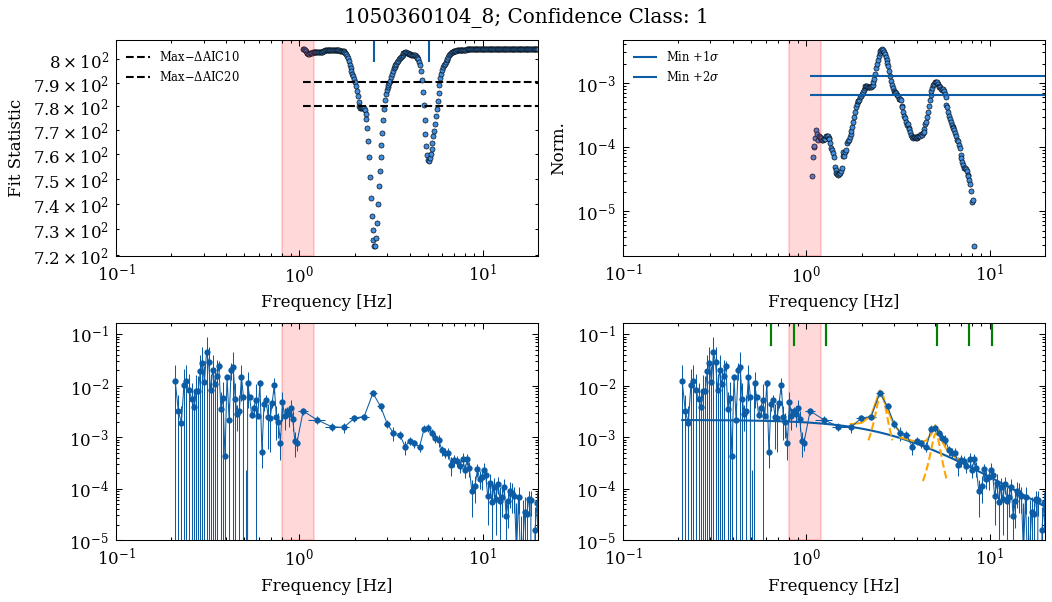 1050360104_8; Confidence Class: 1
Fit Statistic
8 × 10²
7.9 × 10²
7.8 × 10²
7.7 × 10²
7.6 × 10²
7.5 × 10²
7.4 × 10²
7.3 × 10²
7.2 × 10²
Max−ΔAIC10
Max−ΔAIC20
10⁻¹ 10⁰ 10¹
Frequency [Hz]
Norm.
10⁻³
10⁻⁴
10⁻⁵
Min +1σ
Min +2σ
10⁻¹ 10⁰ 10¹
Frequency [Hz]
10⁻¹
10⁻²
10⁻³
10⁻⁴
10⁻⁵
10⁻¹ 10⁰ 10¹
Frequency [Hz]
10⁻¹
10⁻²
10⁻³
10⁻⁴
10⁻⁵
10⁻¹ 10⁰ 10¹
Frequency [Hz]